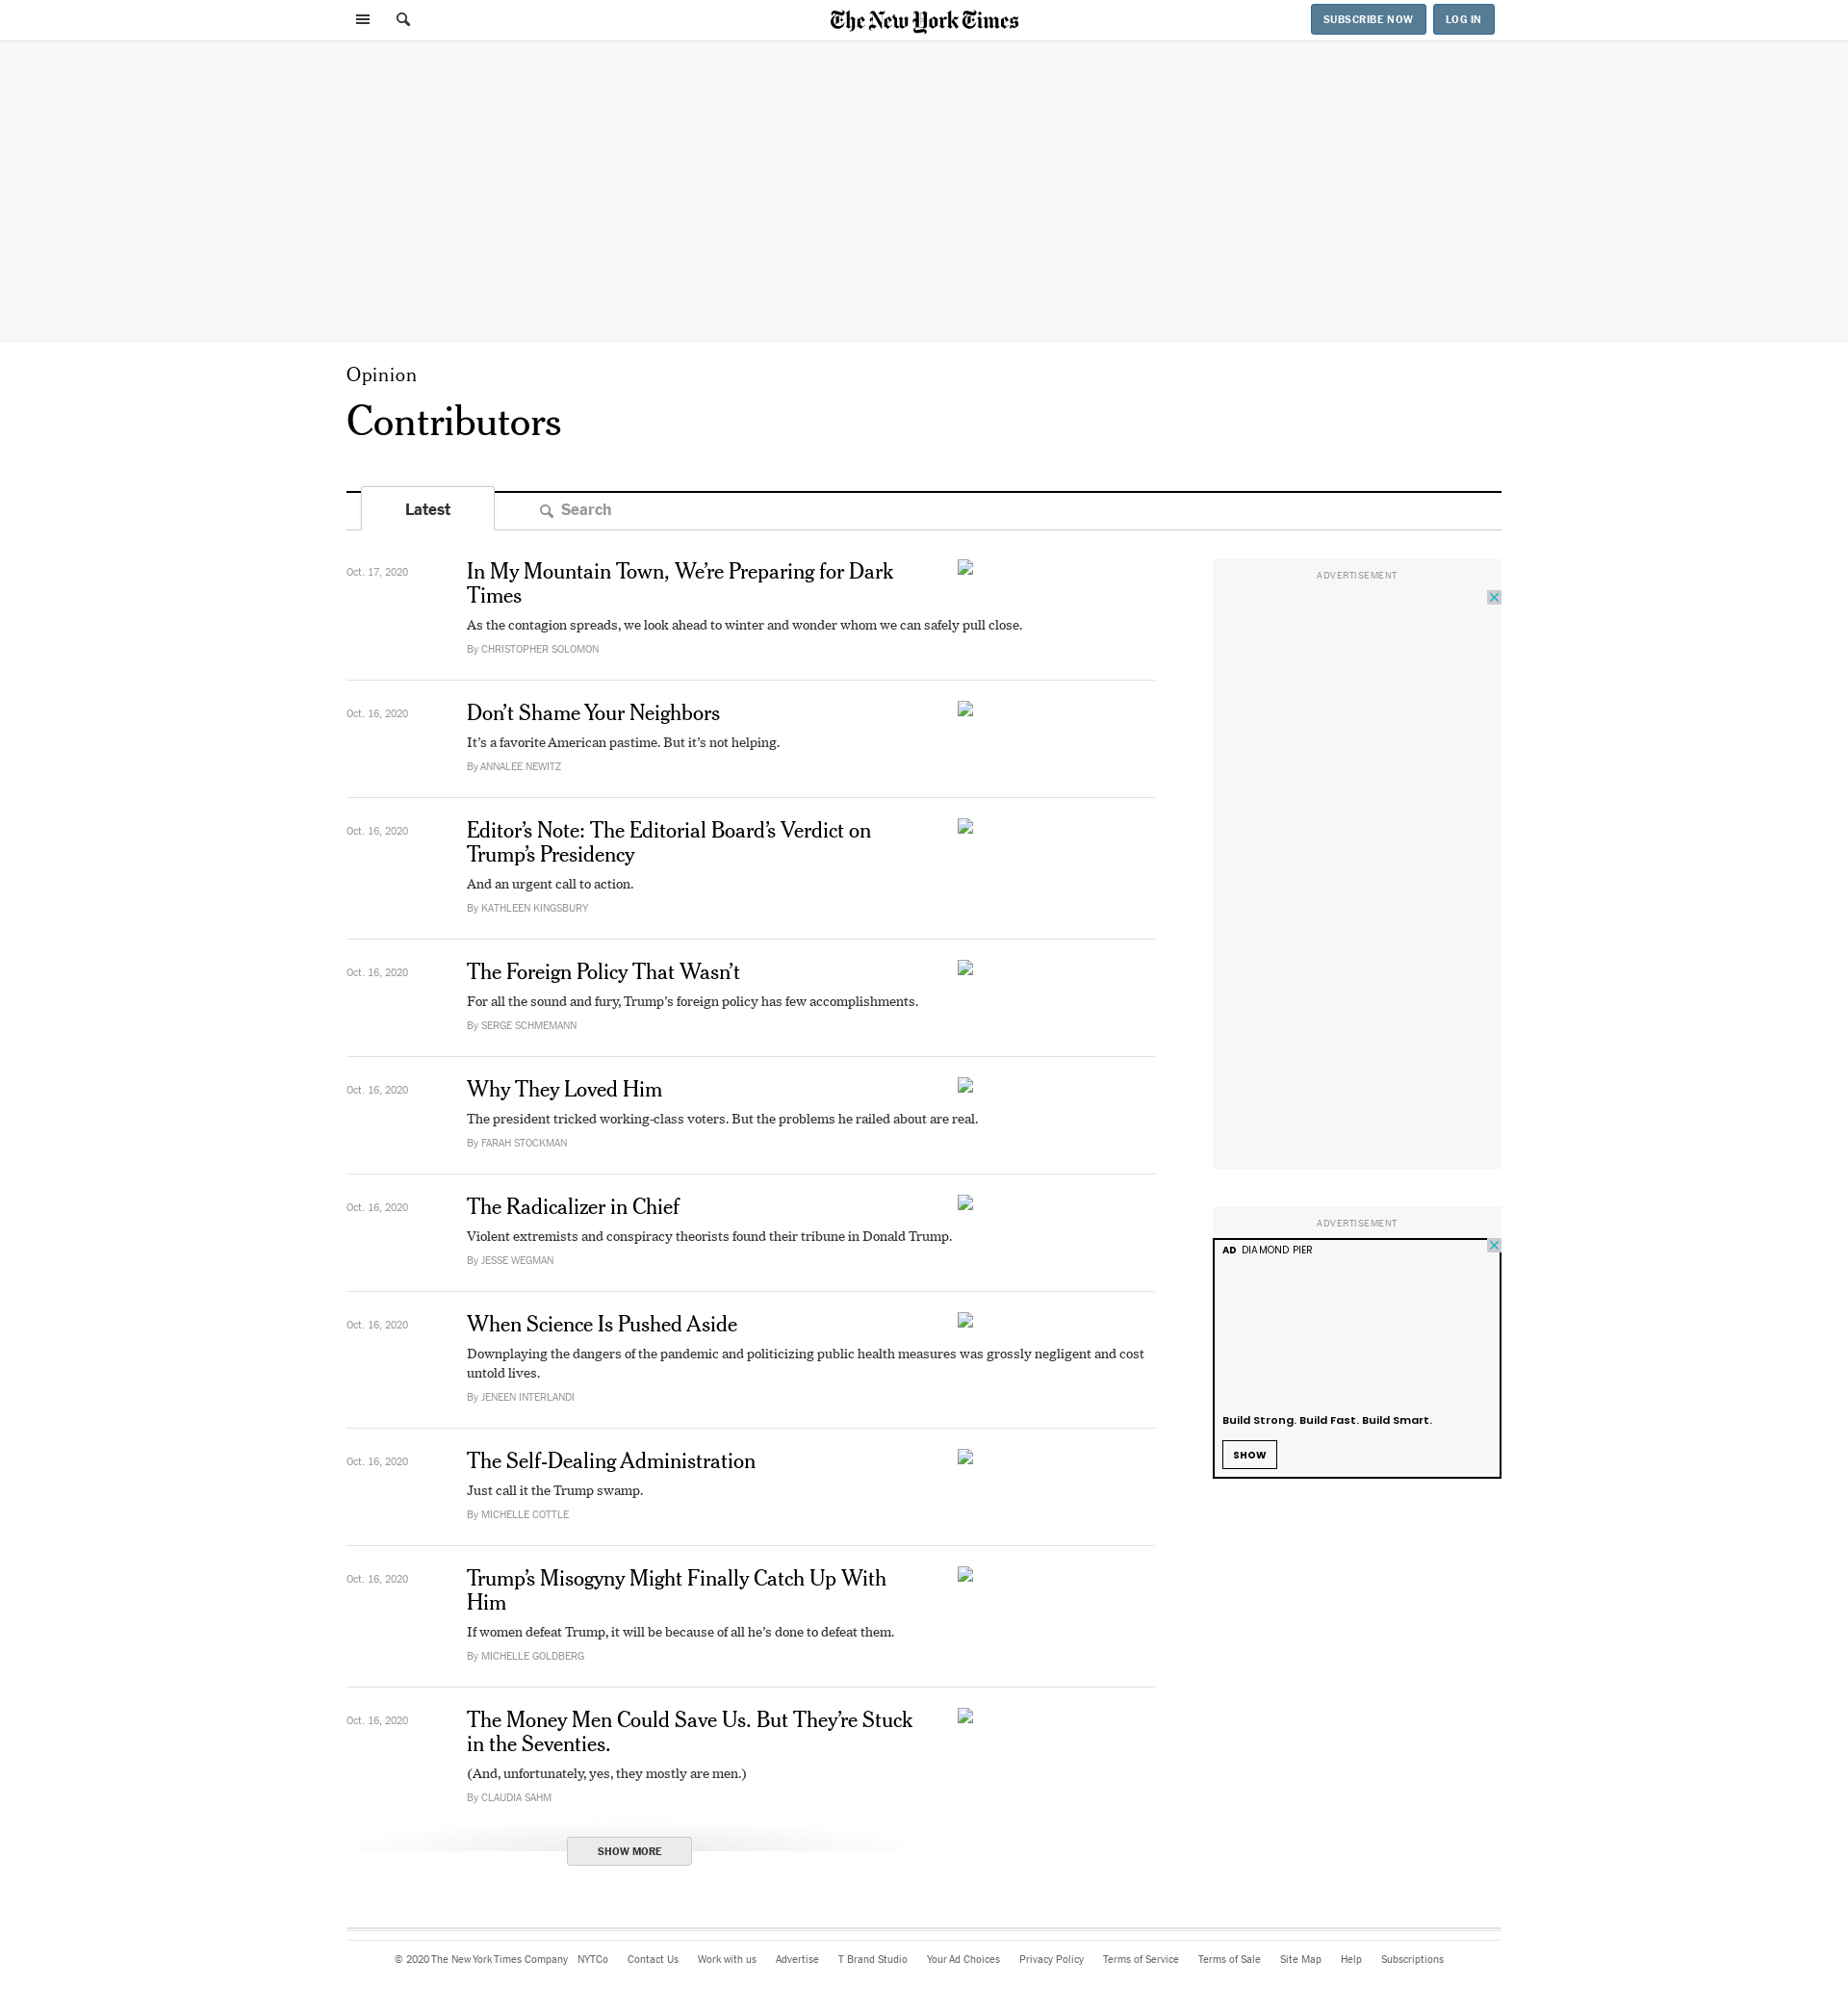 The New York Times
SUBSCRIBE NOW
LOG IN
Opinion
Contributors
Latest
Search
Oct. 17, 2020
In My Mountain Town, We’re Preparing for Dark
Times
As the contagion spreads, we look ahead to winter and wonder whom we can safely pull close.
By CHRISTOPHER SOLOMON
Oct. 16, 2020
Don’t Shame Your Neighbors
It’s a favorite American pastime. But it’s not helping.
By ANNALEE NEWITZ
Oct. 16, 2020
Editor’s Note: The Editorial Board’s Verdict on
Trump’s Presidency
And an urgent call to action.
By KATHLEEN KINGSBURY
Oct. 16, 2020
The Foreign Policy That Wasn’t
For all the sound and fury, Trump’s foreign policy has few accomplishments.
By SERGE SCHMEMANN
Oct. 16, 2020
Why They Loved Him
The president tricked working-class voters. But the problems he railed about are real.
By FARAH STOCKMAN
Oct. 16, 2020
The Radicalizer in Chief
Violent extremists and conspiracy theorists found their tribune in Donald Trump.
By JESSE WEGMAN
Oct. 16, 2020
When Science Is Pushed Aside
Downplaying the dangers of the pandemic and politicizing public health measures was grossly negligent and cost
untold lives.
By JENEEN INTERLANDI
Oct. 16, 2020
The Self-Dealing Administration
Just call it the Trump swamp.
By MICHELLE COTTLE
Oct. 16, 2020
Trump’s Misogyny Might Finally Catch Up With
Him
If women defeat Trump, it will be because of all he’s done to defeat them.
By MICHELLE GOLDBERG
Oct. 16, 2020
The Money Men Could Save Us. But They’re Stuck
in the Seventies.
(And, unfortunately, yes, they mostly are men.)
By CLAUDIA SAHM
SHOW MORE
ADVERTISEMENT
ADVERTISEMENT
AD DIAMOND PIER
Build Strong. Build Fast. Build Smart.
SHOW
© 2020 The New York Times Company NYTCo Contact Us Work with us Advertise T Brand Studio Your Ad Choices Privacy Policy Terms of Service Terms of Sale Site Map Help Subscriptions